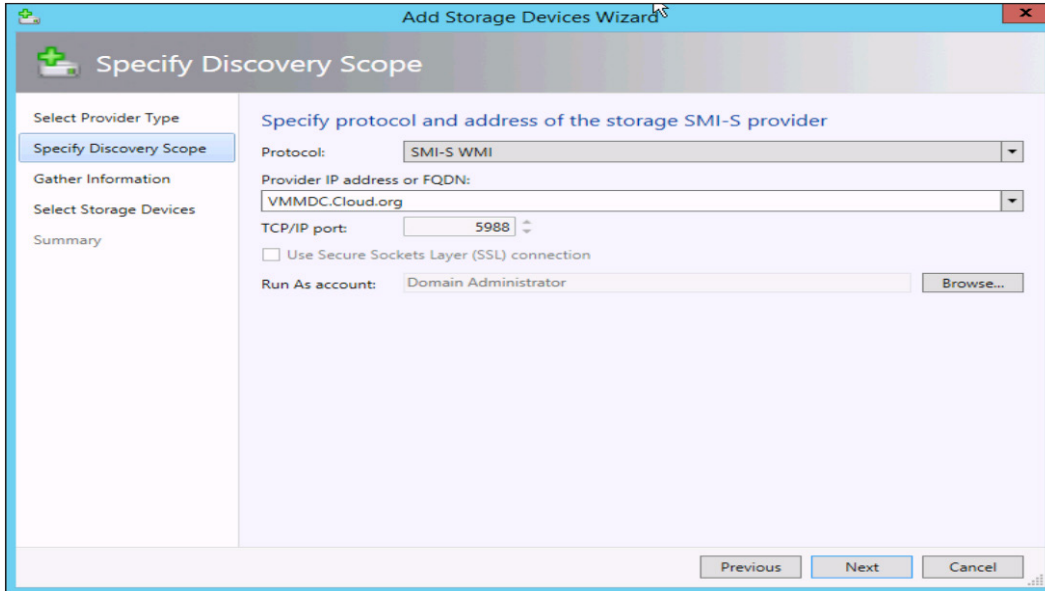 Add Storage Devices Wizard
x
Specify Discovery Scope
Select Provider Type
Specify Discovery Scope
Gather Information
Select Storage Devices
Summary
Specify protocol and address of the storage SMI-S provider
Protocol: SMI-S WMI
Provider IP address or FQDN:
VMMDC.Cloud.org
TCP/IP port: 5988
Use Secure Sockets Layer (SSL) connection
Run As account: Domain Administrator Browse...
Previous Next Cancel